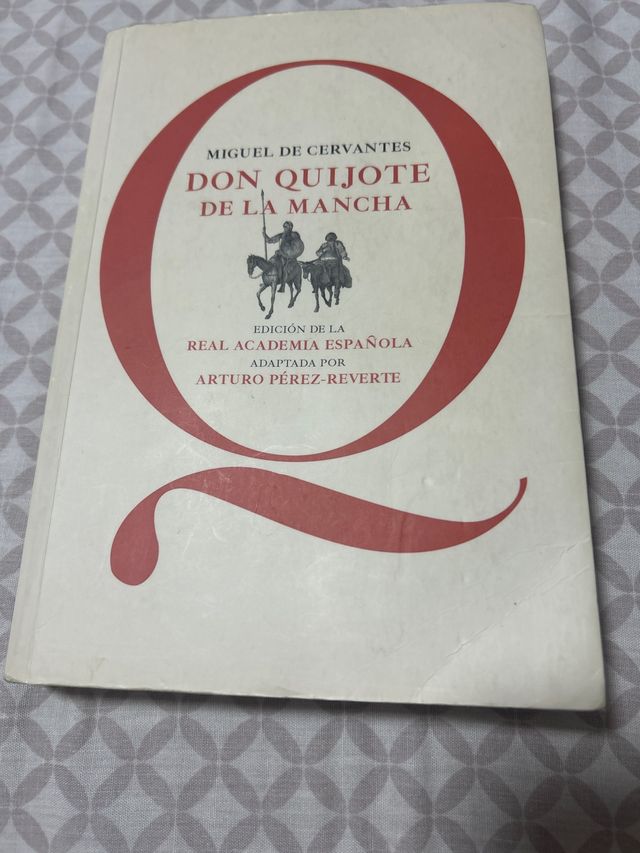 MIGUEL DE CERVANTES
DON QUIJOTE
DE LA MANCHA
EDICIÓN DE LA
REAL ACADEMIA ESPAÑOLA
ADAPTADA POR
ARTURO PÉREZ-REVERTE